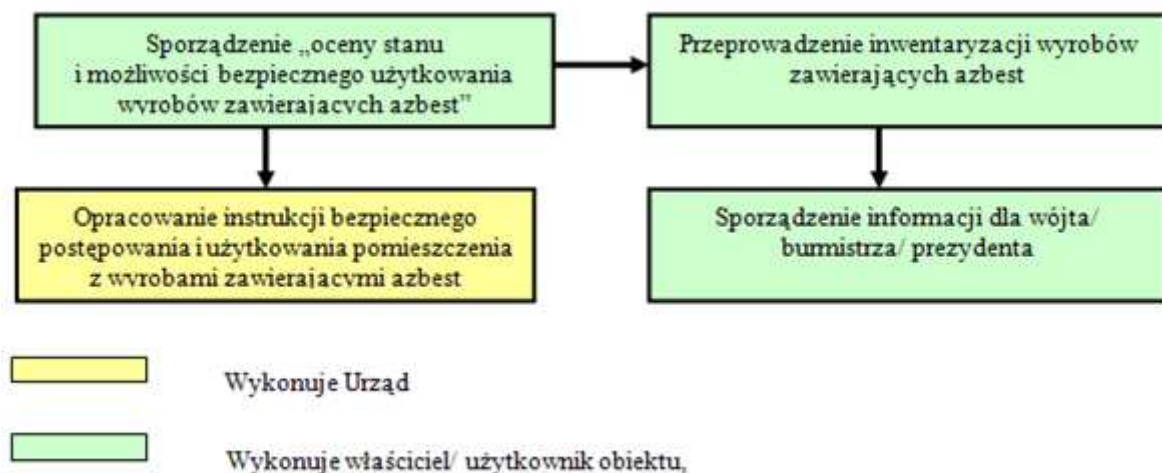 Sporządzenie „oceny stanu
i możliwości bezpiecznego użytkowania
wyrobów zawierających azbest”
Przeprowadzenie inwentaryzacji wyrobów
zawierających azbest
Opracowanie instrukcji bezpiecznego
postępowania i użytkowania pomieszczenia
z wyrobami zawierającymi azbest
Sporządzenie informacji dla wójta/
burmistrza/ prezydenta
Wykonuje Urząd
Wykonuje właściciel/ użytkownik obiektu,